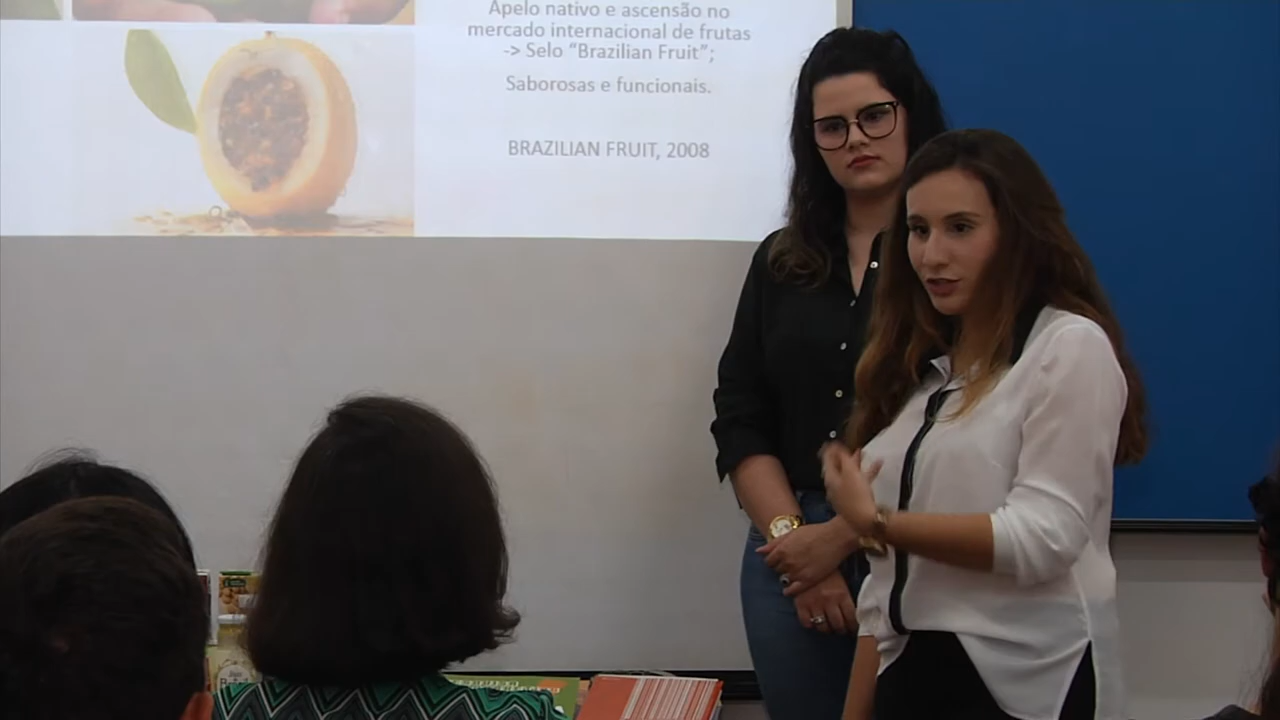 Apelo nativo e ascensão no
mercado internacional de frutas
-> Selo “Brazilian Fruit”;
Saborosas e funcionais.
BRAZILIAN FRUIT, 2008